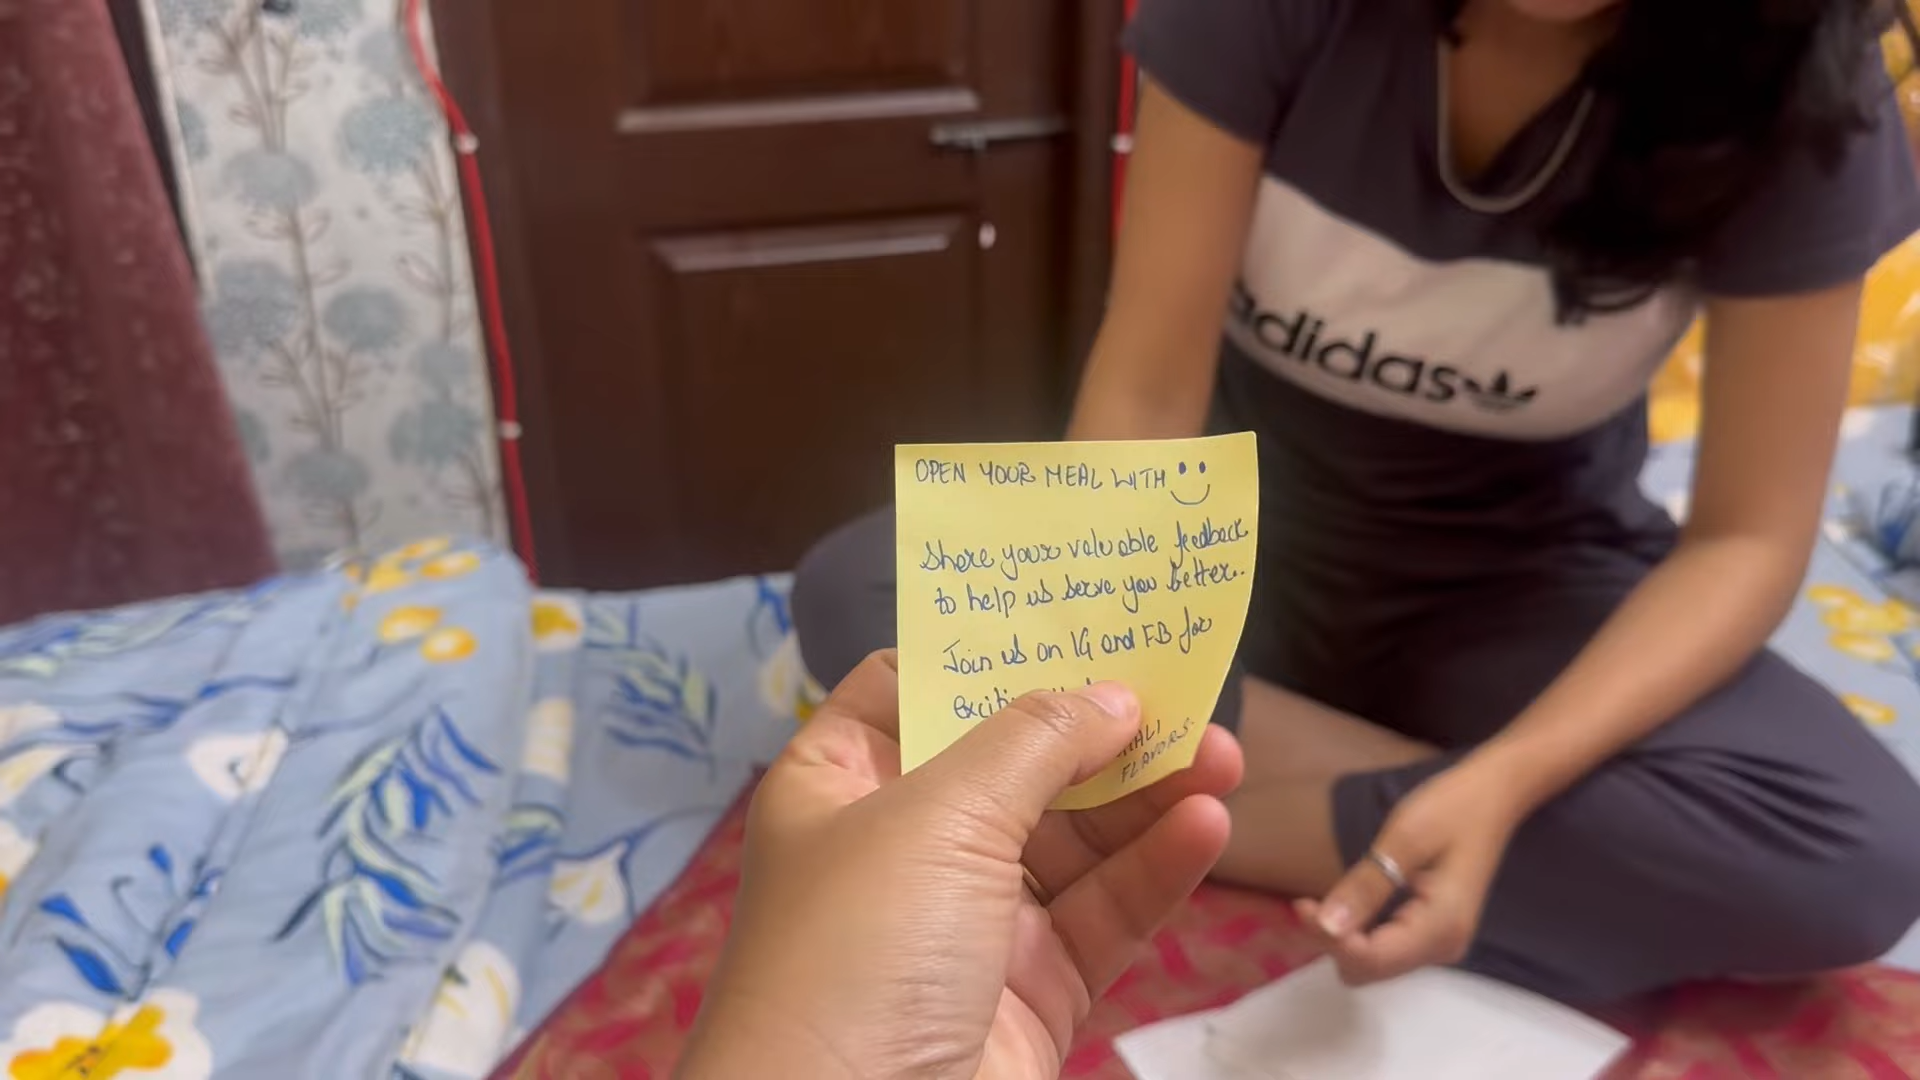 OPEN YOUR MEAL WITH
Share your valuable feedback
to help us serve you better.
Join us on IG and FB for
FLAVORS.
adidas